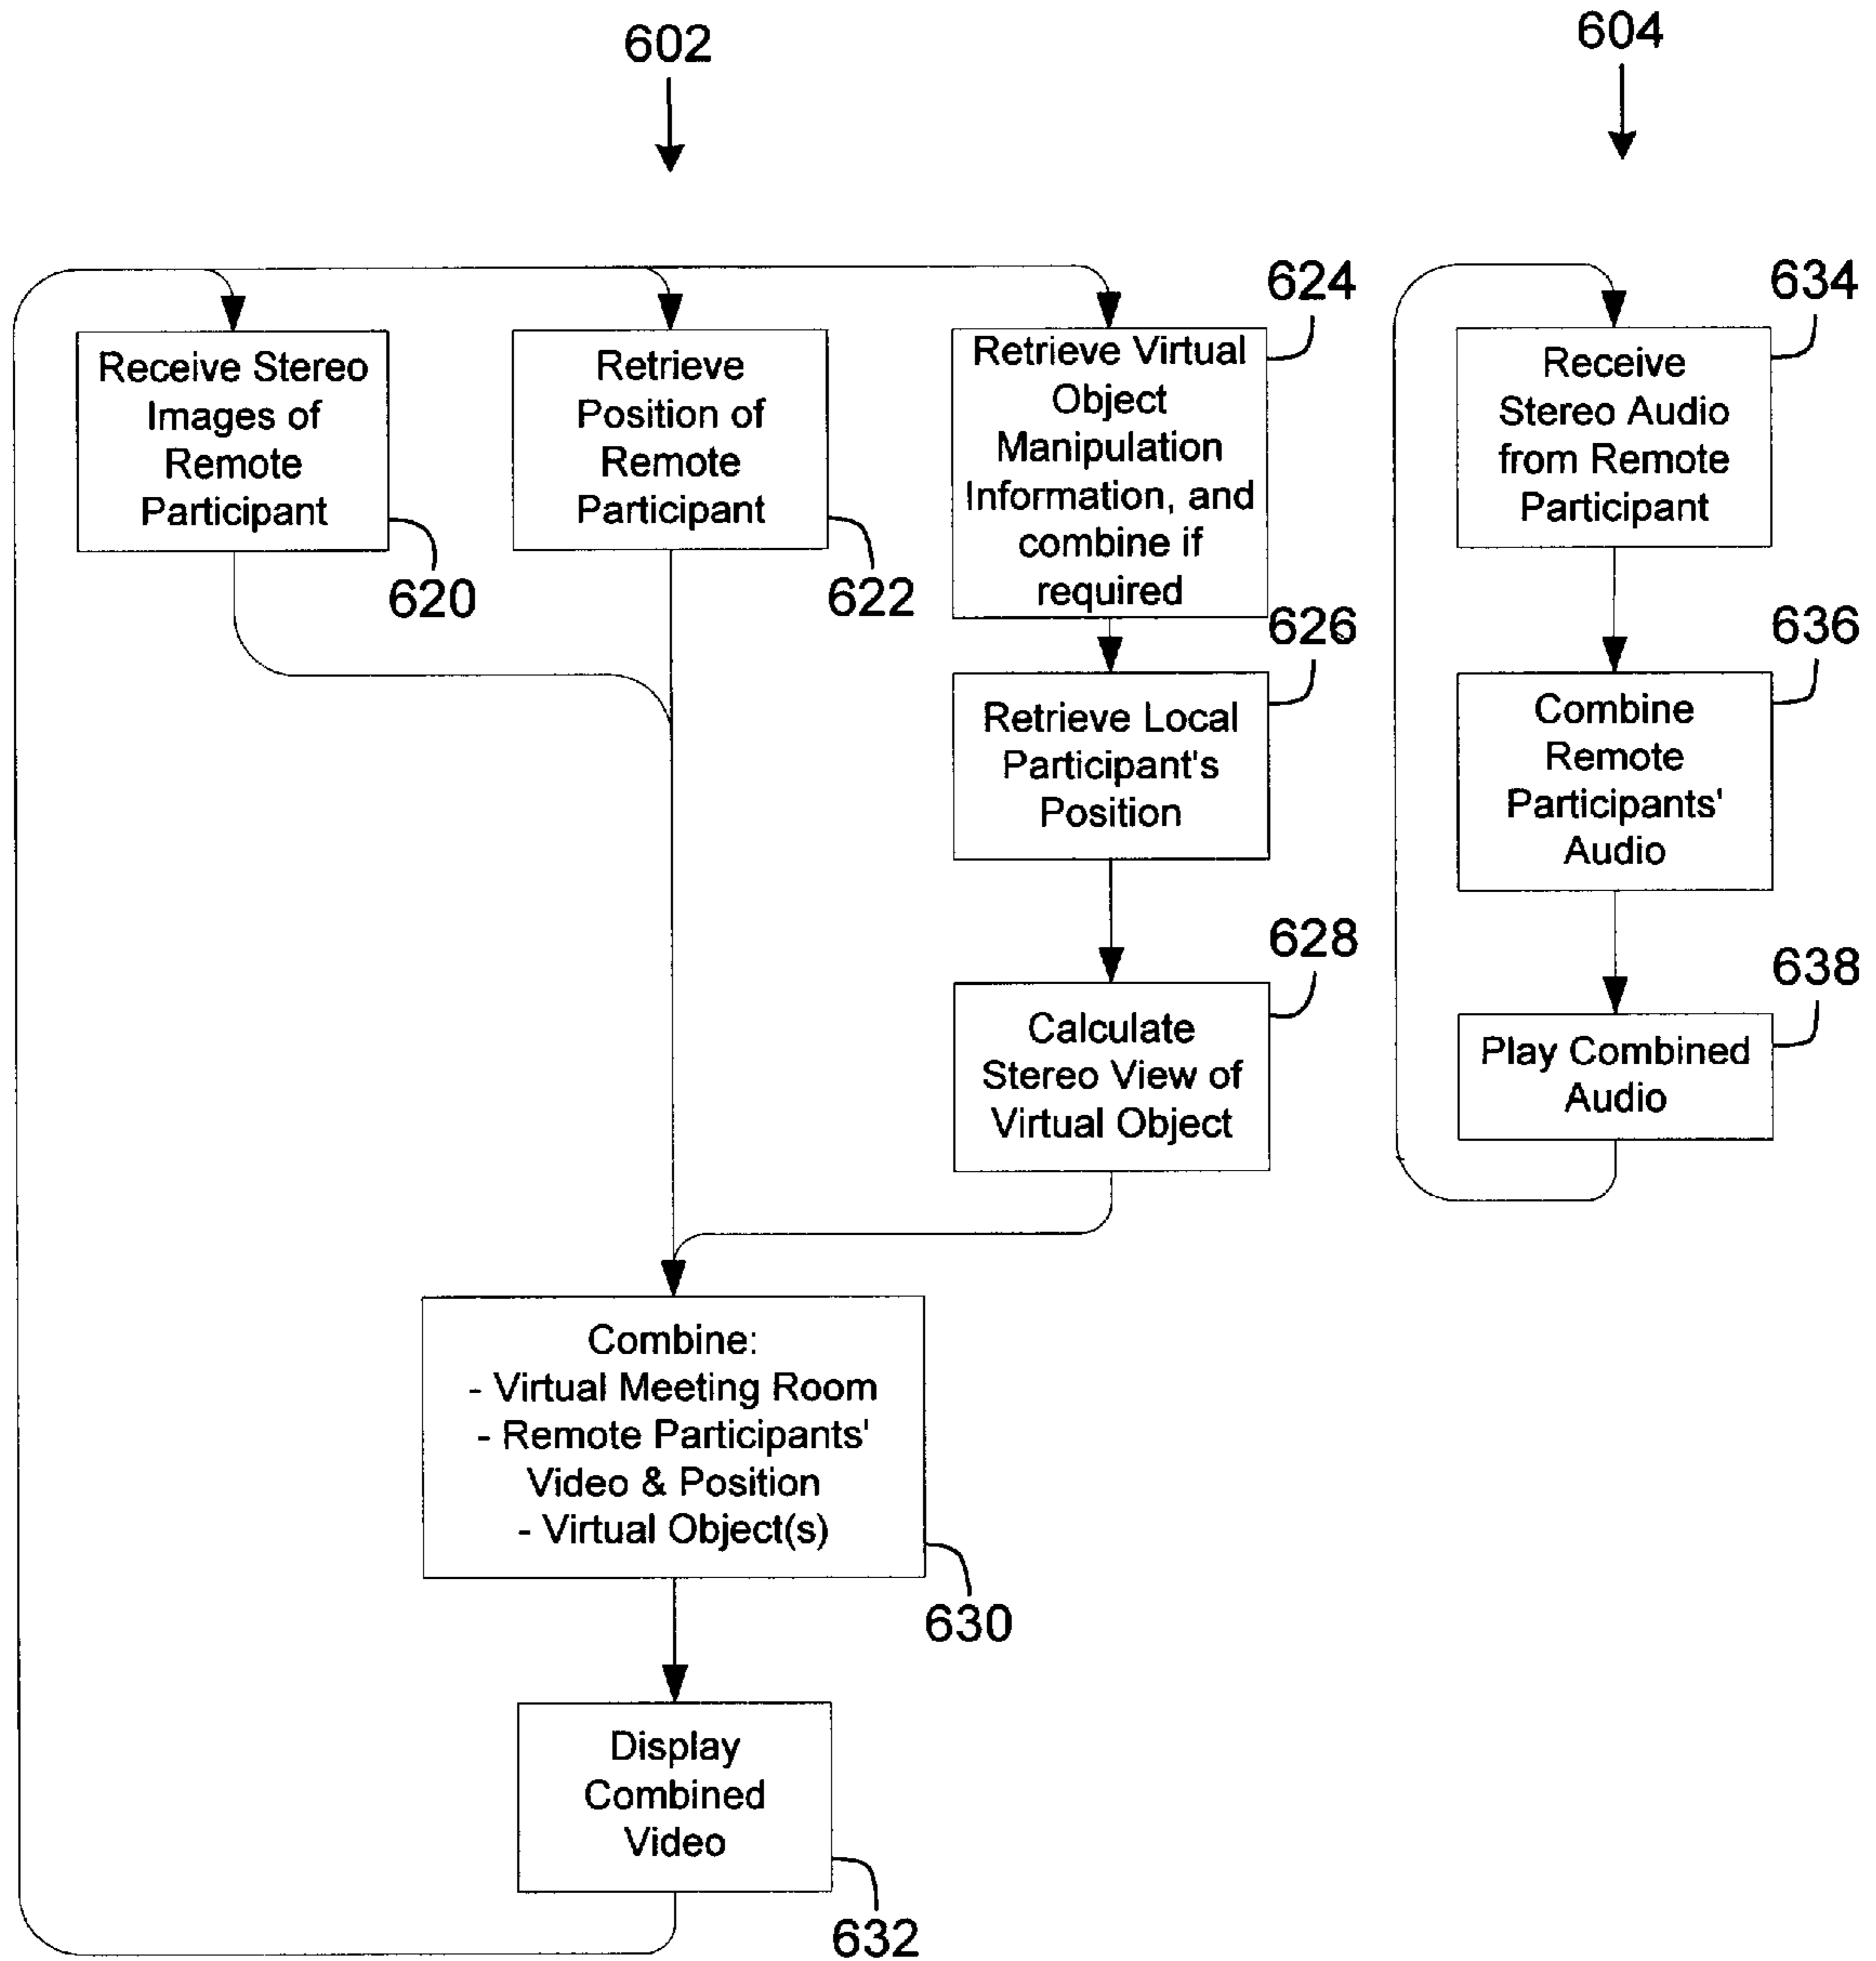 602
604
624
634
Receive Stereo
Images of
Remote
Participant
Retrieve
Position of
Remote
Participant
Retrieve Virtual
Object
Manipulation
Information, and
combine if
required
Receive
Stereo Audio
from Remote
Participant
620
622
626
636
Retrieve Local
Participant's
Position
Combine
Remote
Participants'
Audio
628
638
Calculate
Stereo View of
Virtual Object
Play Combined
Audio
Combine:
- Virtual Meeting Room
- Remote Participants'
Video & Position
- Virtual Object(s)
630
Display
Combined
Video
632